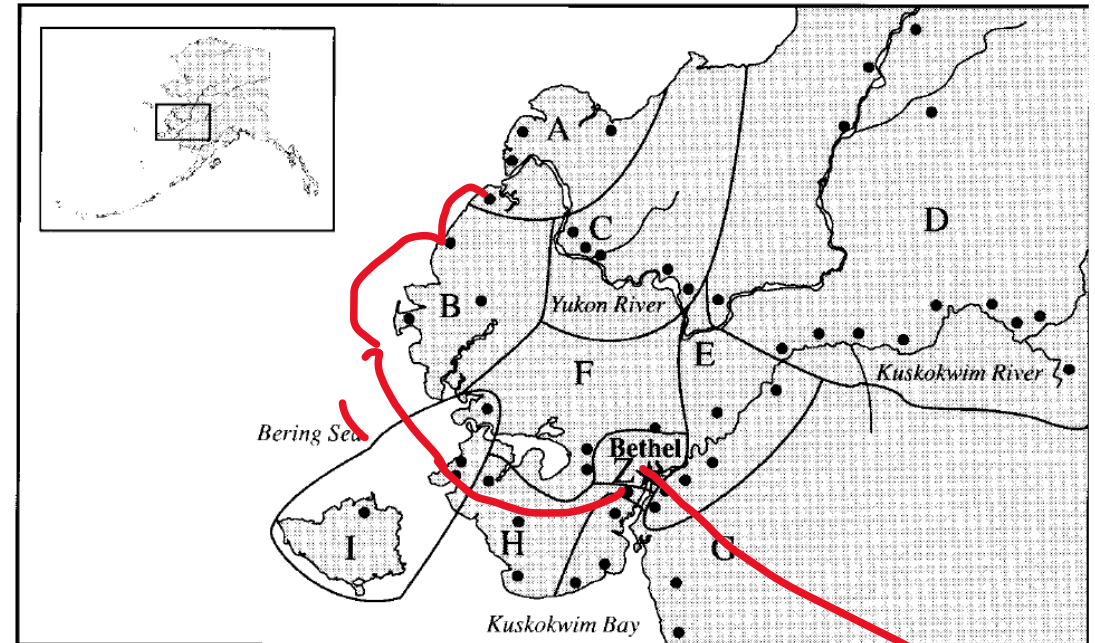 A
C
D
B
Yukon River
E
F
Kuskokwim River
Bering Sea
Bethel
Z
I
H
G
Kuskokwim Bay